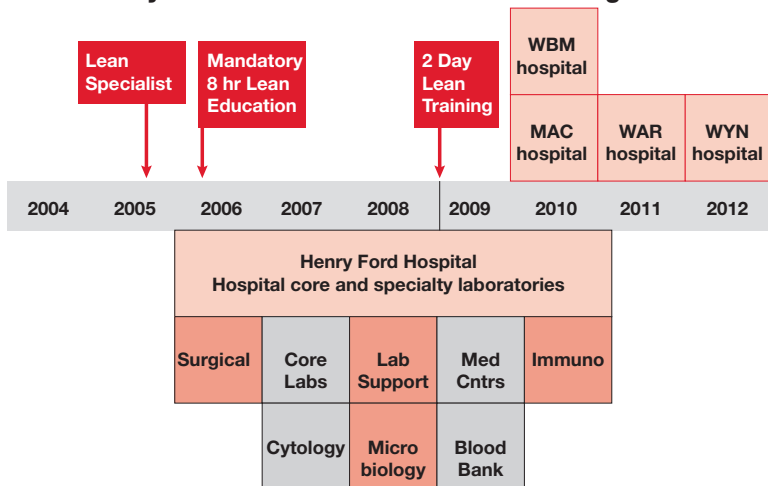 Lean
Specialist
Mandatory
8 hr Lean
Education
2 Day
Lean
Training
WBM
hospital
MAC
hospital
WAR
hospital
WYN
hospital
2004 2005 2006 2007 2008 2009 2010 2011 2012
Henry Ford Hospital
Hospital core and specialty laboratories
Surgical
Core
Labs
Lab
Support
Med
Cntrs
Immuno
Cytology
Micro
biology
Blood
Bank